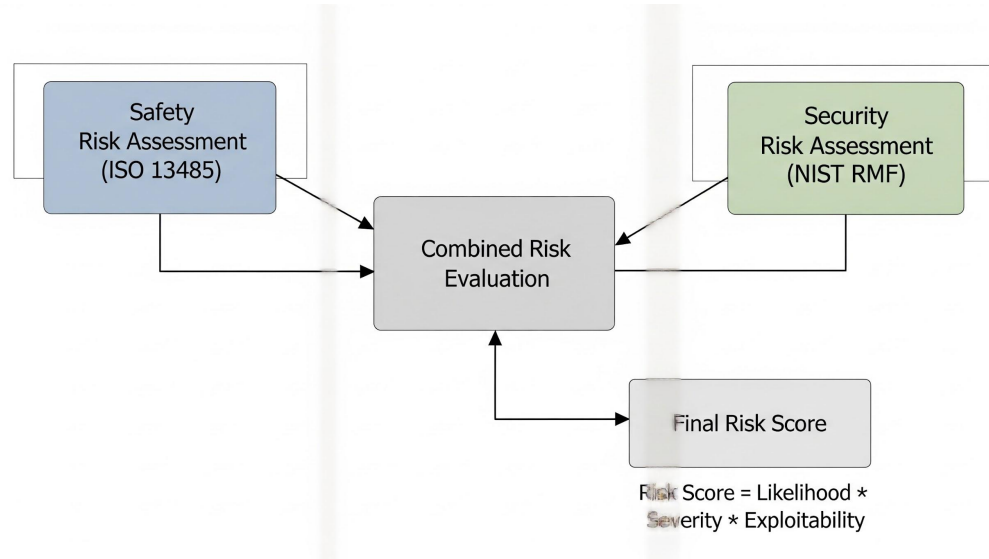 Safety
Risk Assessment
(ISO 13485)
Security
Risk Assessment
(NIST RMF)
Combined Risk
Evaluation
Final Risk Score
Risk Score = Likelihood *
Severity * Exploitability